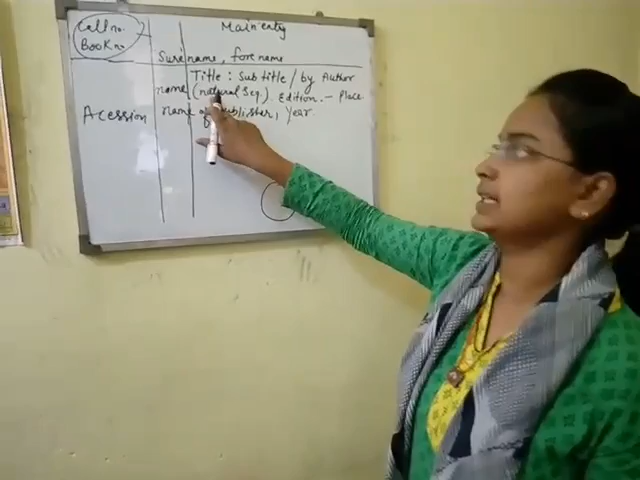 Call no. Main entry
Book no.
Surename, fore name
Title : Sub title / by Author
name (natural Seq.). Edition. — Place
Acession name of Publisher, Year.